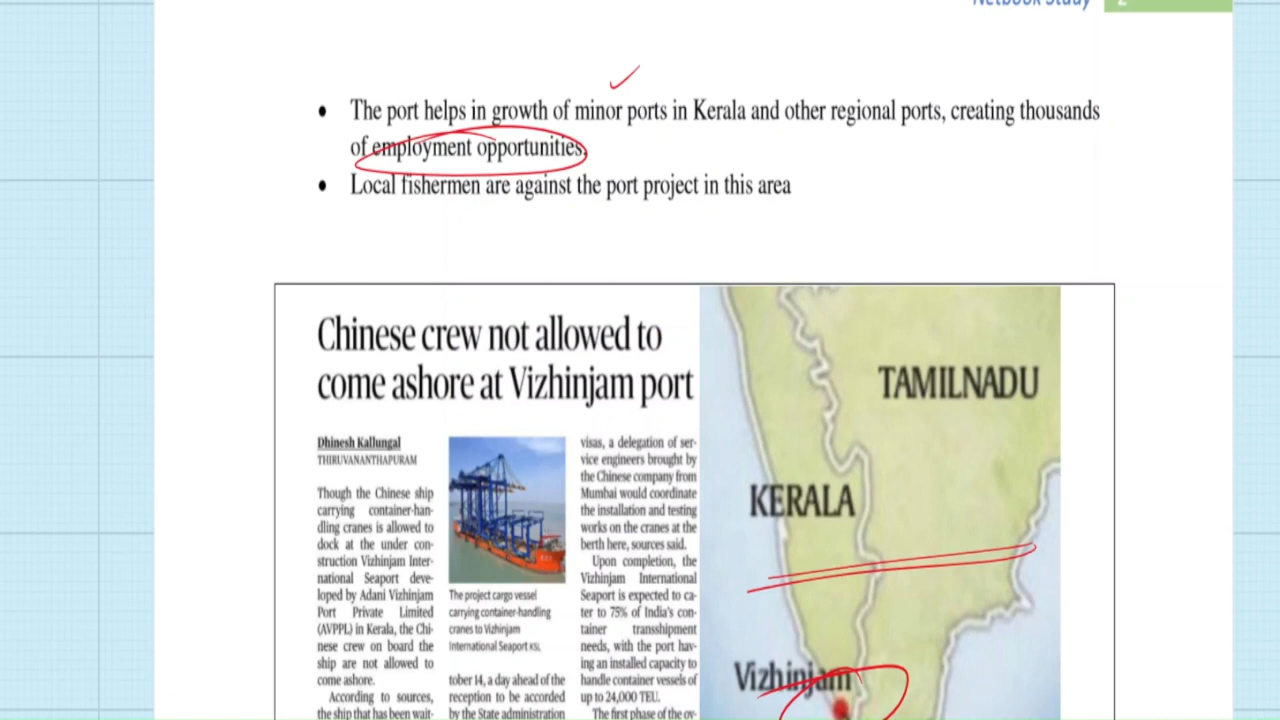 Netbook Study 2
• The port helps in growth of minor ports in Kerala and other regional ports, creating thousands
of employment opportunities.
• Local fishermen are against the port project in this area
Chinese crew not allowed to
come ashore at Vizhinjam port
Dhinesh Kallungal
THIRUVANANTHAPURAM
Though the Chinese ship
carrying container-han-
dling cranes is allowed to
dock at the under con-
struction Vizhinjam Inter-
national Seaport deve-
loped by Adani Vizhinjam
Port Private Limited
(AVPPL) in Kerala, the Chi-
nese crew on board the
ship are not allowed to
come ashore.
According to sources,
the ship that has been wait-
The project cargo vessel
carrying container-handling
cranes to Vizhinjam
International Seaport
tober 14, a day ahead of the
reception to be accorded
by the State administration
visas, a delegation of ser-
vice engineers brought by
the Chinese company from
Mumbai would coordinate
the installation and testing
works on the cranes at the
berth here, sources said.
Upon completion, the
Vizhinjam International
Seaport is expected to ca-
ter to 75% of India's con-
tainer transshipment
needs, with the port hav-
ing an installed capacity to
handle container vessels of
up to 24,000 TEU.
The first phase of the ov-
TAMILNADU
KERALA
Vizhinjam